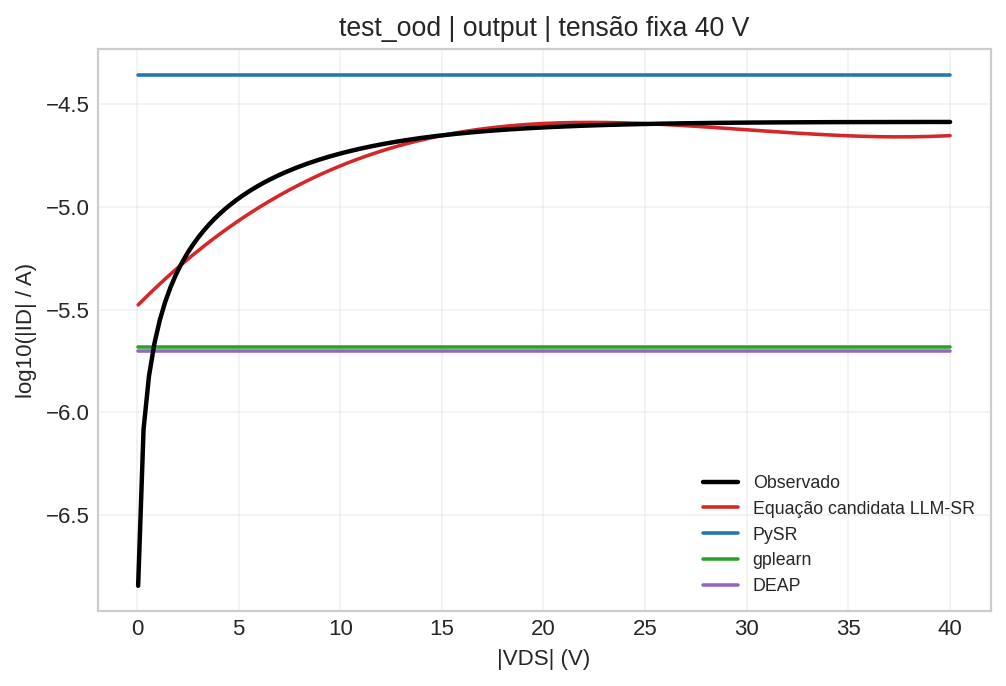 test_ood | output | tensão fixa 40 V
log10(|ID| / A)
−4.5
−5.0
−5.5
−6.0
−6.5
Observado
Equação candidata LLM-SR
PySR
gplearn
DEAP
0 5 10 15 20 25 30 35 40
|VDS| (V)